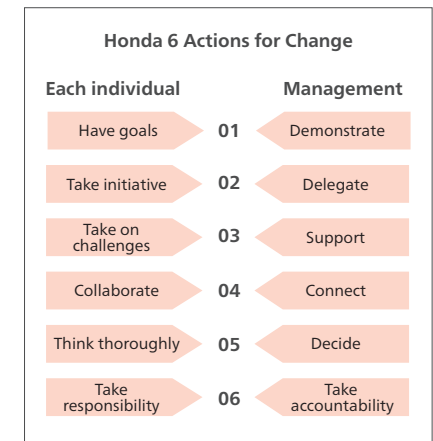 Honda 6 Actions for Change
Each individual Management
Have goals 01 Demonstrate
Take initiative 02 Delegate
Take on
challenges 03 Support
Collaborate 04 Connect
Think thoroughly 05 Decide
Take
responsibility 06 Take
accountability